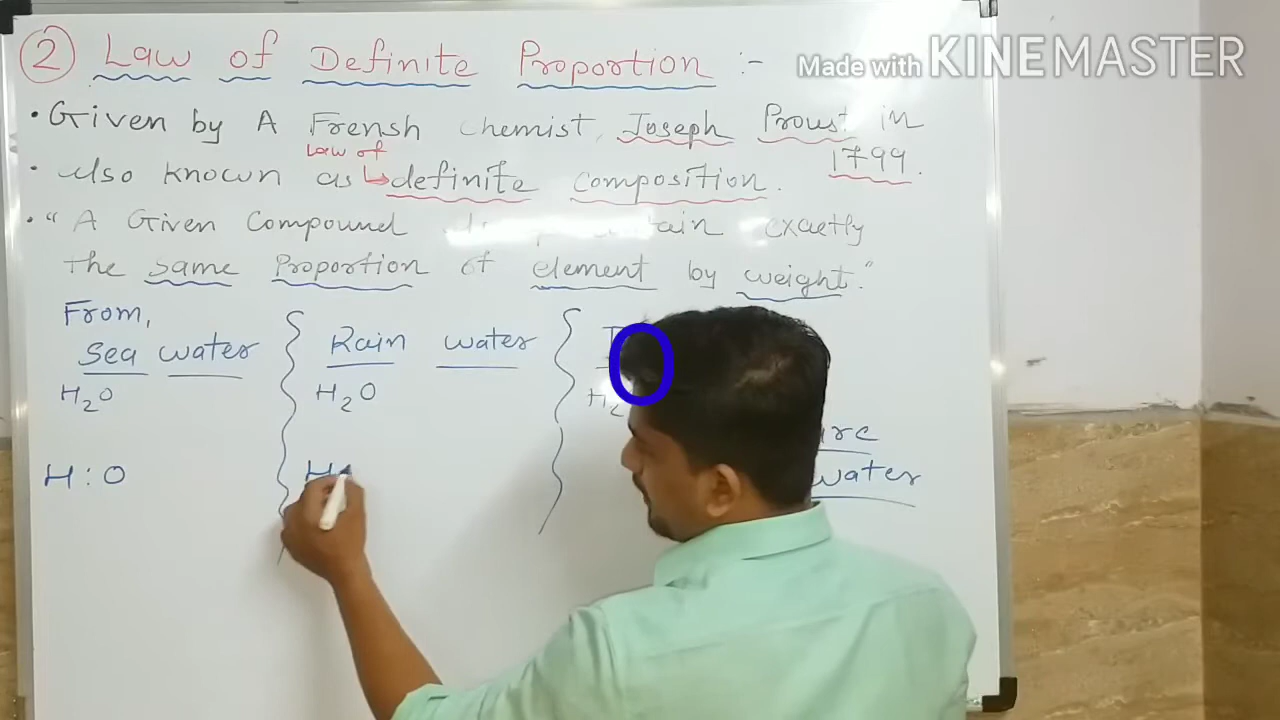 2 Law of Definite Proportion :-
Made with KINEMASTER
• Given by A Frensh chemist, Joseph Proust in 1799.
law of
• also known as ↳ definite composition.
• " A Given Compound tain exactly
the same Proportion of element by weight."
From,
Sea water
H2O
H : O
Rain water
H2O
H
H2
O
water